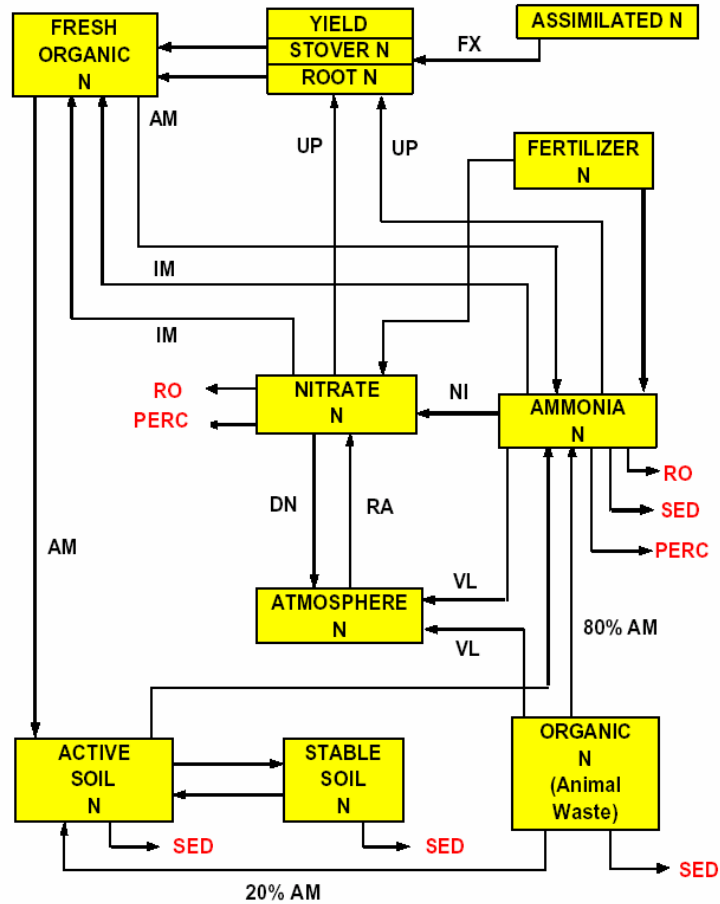 FRESH
ORGANIC
N
YIELD
STOVER N
ROOT N
ASSIMILATED N
FX
AM
UP
UP
FERTILIZER
N
IM
IM
RO
PERC
NITRATE
N
NI
AMMONIA
N
RO
SED
PERC
DN
RA
AM
VL
ATMOSPHERE
N
VL
80% AM
ACTIVE
SOIL
N
STABLE
SOIL
N
ORGANIC
N
(Animal
Waste)
SED
SED
SED
20% AM